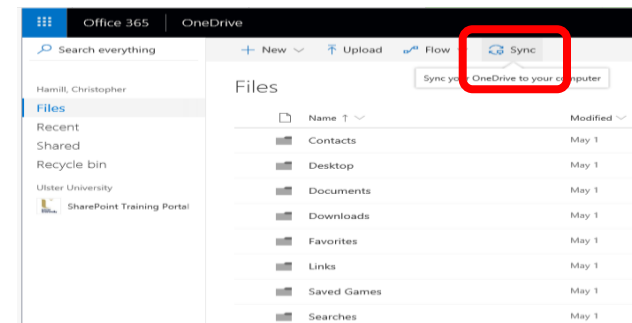 Office 365 OneDrive
Search everything
New Upload Flow Sync
Sync your OneDrive to your computer
Hamill, Christopher
Files
Recent
Shared
Recycle bin
Ulster University
SharePoint Training Portal
Files
Name ↑ Modified
Contacts May 1
Desktop May 1
Documents May 1
Downloads May 1
Favorites May 1
Links May 1
Saved Games May 1
Searches May 1